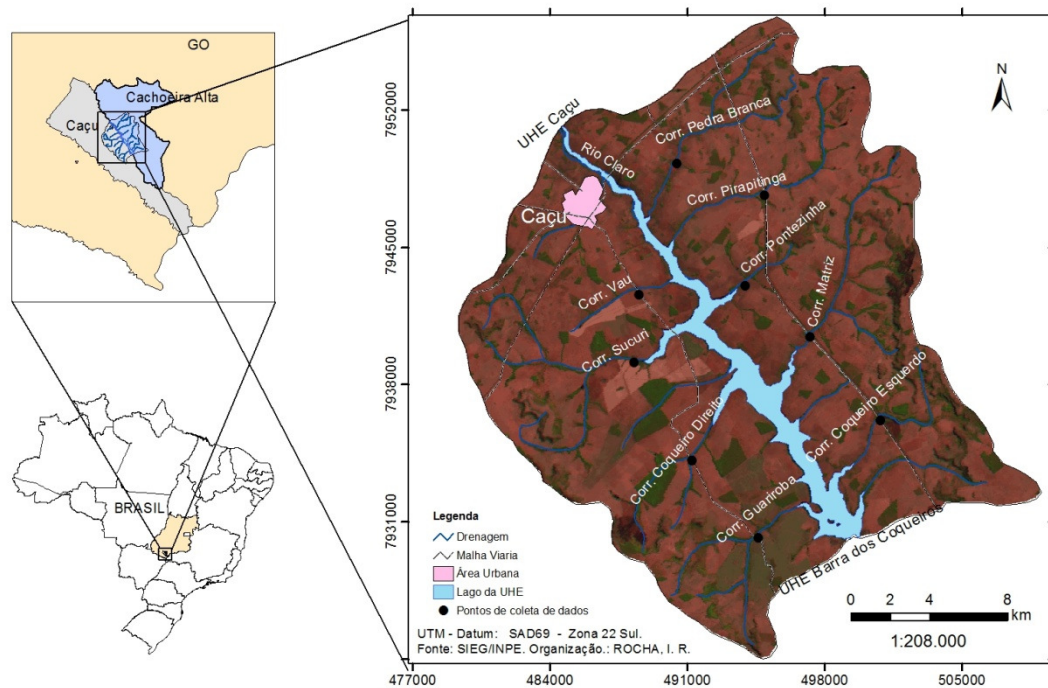 GO
Cachoeira Alta
Caçu
BRASIL
UHE Caçu
Rio Claro
Corr. Pedra Branca
Corr. Pirapitinga
Caçu
Corr. Pontezinha
Corr. Vau
Corr. Matriz
Corr. Sucuri
Corr. Coqueiro Direito
Corr. Coqueiro Esquerdo
Corr. Guariroba
UHE Barra dos Coqueiros
N
Legenda
Drenagem
Malha Viaria
Área Urbana
Lago da UHE
Pontos de coleta de dados
UTM - Datum: SAD69 - Zona 22 Sul.
Fonte: SIEG/INPE. Organização.: ROCHA, I. R.
0 2 4 8
km
1:208.000
7952000
7945000
7938000
7931000
477000 484000 491000 498000 505000